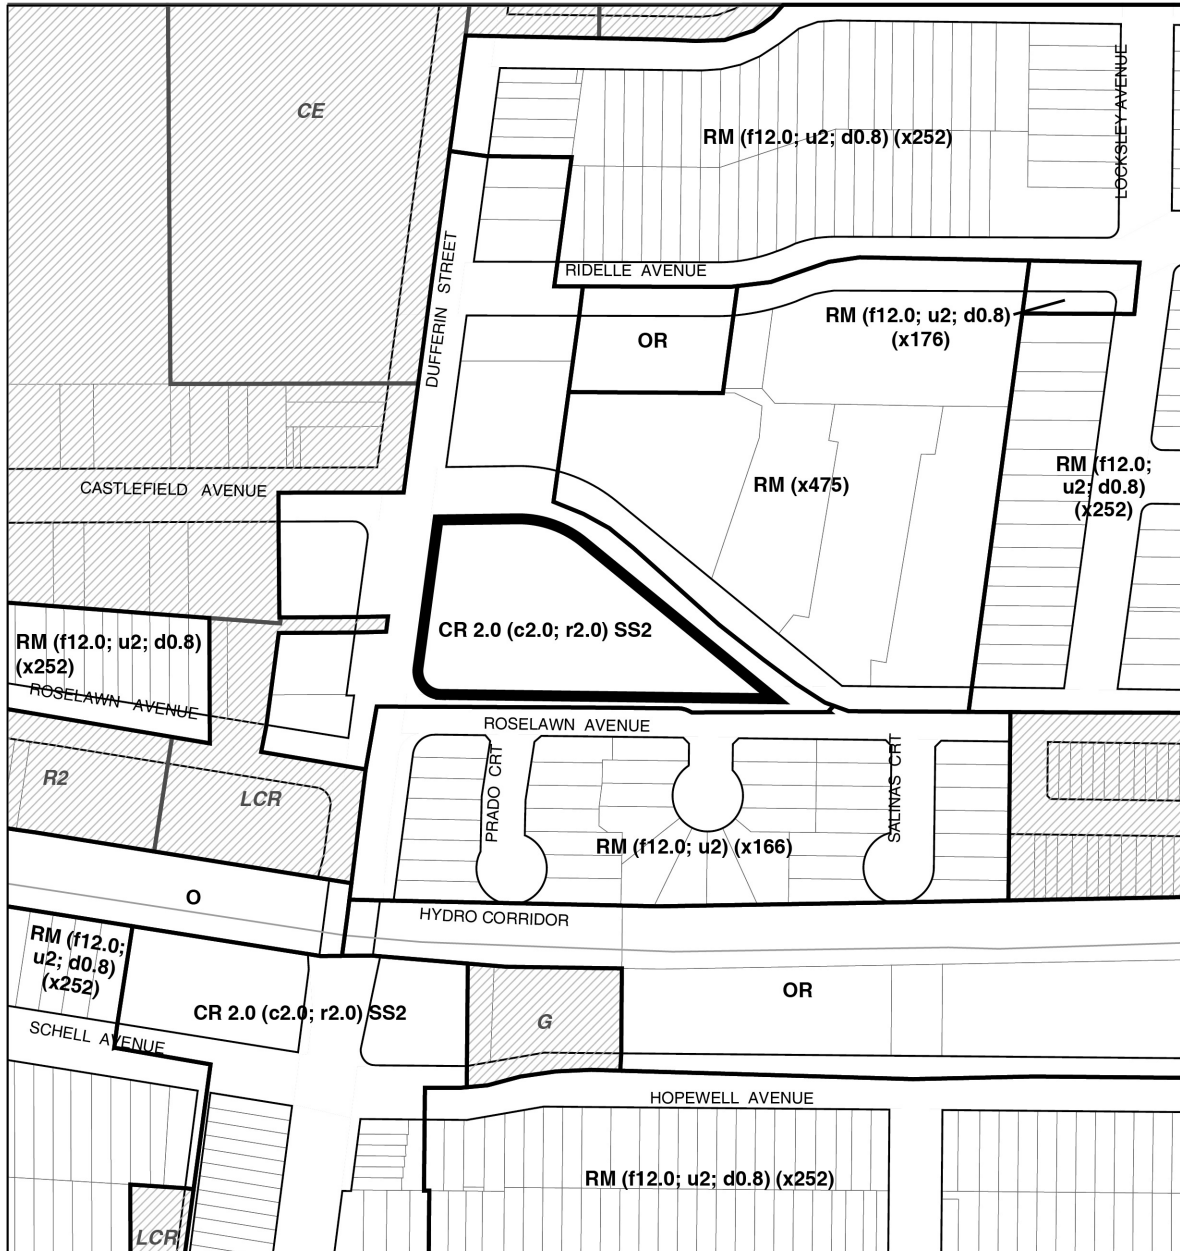 CE
RM (f12.0; u2; d0.8) (x252)
LOCKSLEY AVENUE
DUFFERIN STREET
RIDELLE AVENUE
RM (f12.0; u2; d0.8)
(x176)
OR
RM (f12.0;
u2; d0.8)
(x252)
RM (x475)
CASTLEFIELD AVENUE
CR 2.0 (c2.0; r2.0) SS2
RM (f12.0; u2; d0.8)
(x252)
ROSELAWN AVENUE
ROSELAWN AVENUE
PRADO CRT
SALINAS CRT
R2
LCR
RM (f12.0; u2) (x166)
O
HYDRO CORRIDOR
RM (f12.0;
u2; d0.8)
(x252)
OR
CR 2.0 (c2.0; r2.0) SS2
G
SCHELL AVENUE
HOPEWELL AVENUE
RM (f12.0; u2; d0.8) (x252)
LCR